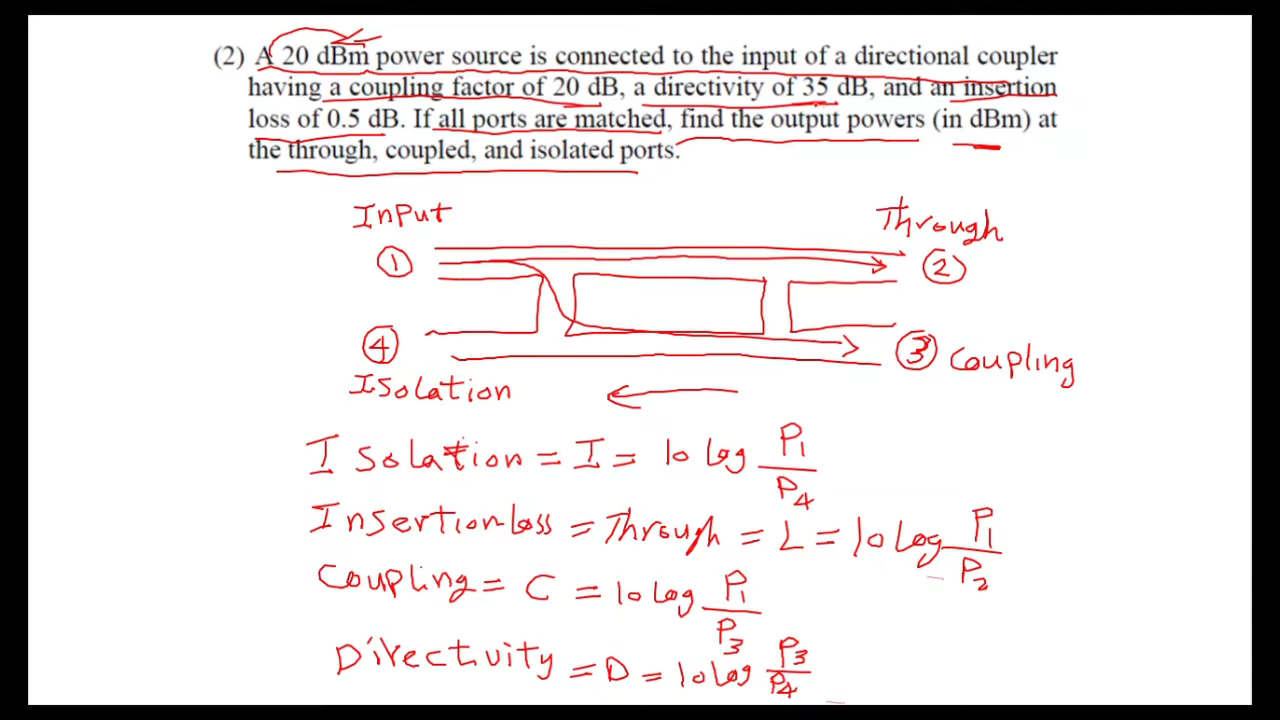 (2) A 20 dBm power source is connected to the input of a directional coupler
having a coupling factor of 20 dB, a directivity of 35 dB, and an insertion
loss of 0.5 dB. If all ports are matched, find the output powers (in dBm) at
the through, coupled, and isolated ports.
Input Through
① ②
④ ③ Coupling
Isolation
Isolation = I = 10 log P₁/P₄
Insertion loss = Through = L = 10 log P₁/P₂
Coupling = C = 10 log P₁/P₃
Directivity = D = 10 log P₃/P₄